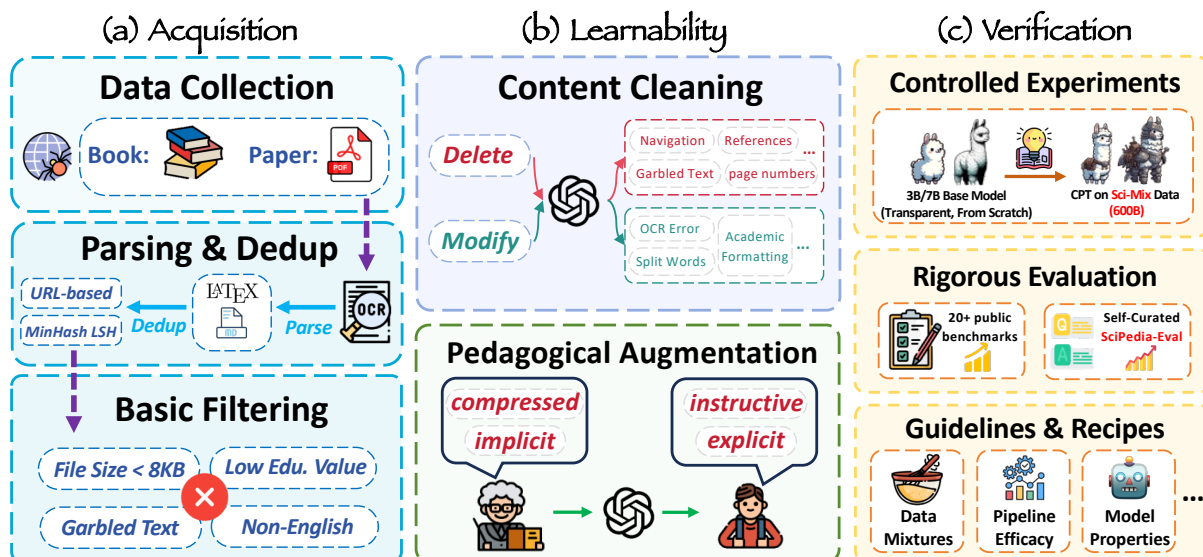 (a) Acquisition
Data Collection
Book:
Paper:
PDF
Parsing & Dedup
URL-based
MinHash LSH
Dedup
LATEX
MD
Parse
OCR
Basic Filtering
File Size < 8KB
Low Edu. Value
Garbled Text
Non-English
(b) Learnability
Content Cleaning
Delete
Modify
Navigation
References
...
Garbled Text
page numbers
OCR Error
Academic
Formatting
...
Split Words
Pedagogical Augmentation
compressed
implicit
instructive
explicit
(c) Verification
Controlled Experiments
3B/7B Base Model
(Transparent, From Scratch)
CPT on Sci-Mix Data
(600B)
Rigorous Evaluation
20+ public
benchmarks
Q
A
Self-Curated
SciPedia-Eval
Guidelines & Recipes
Data
Mixtures
Pipeline
Efficacy
Model
Properties
...